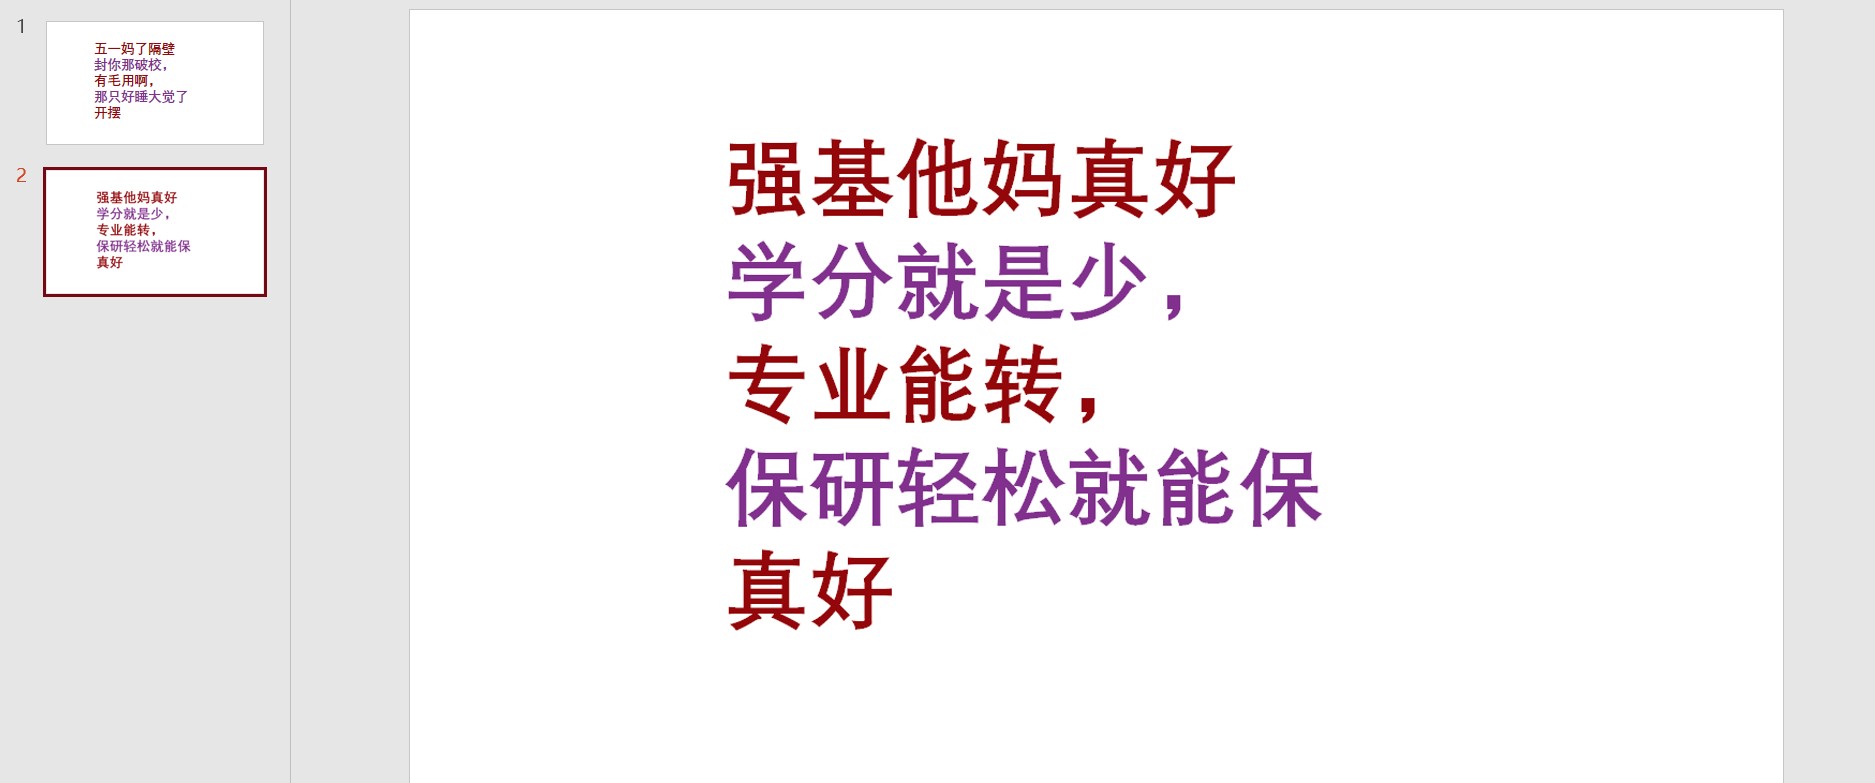 1
五一妈了隔壁
封你那破校，
有毛用啊，
那只好睡大觉了
开摆
2
强基他妈真好
学分就是少，
专业能转，
保研轻松就能保
真好
强基他妈真好
学分就是少，
专业能转，
保研轻松就能保
真好